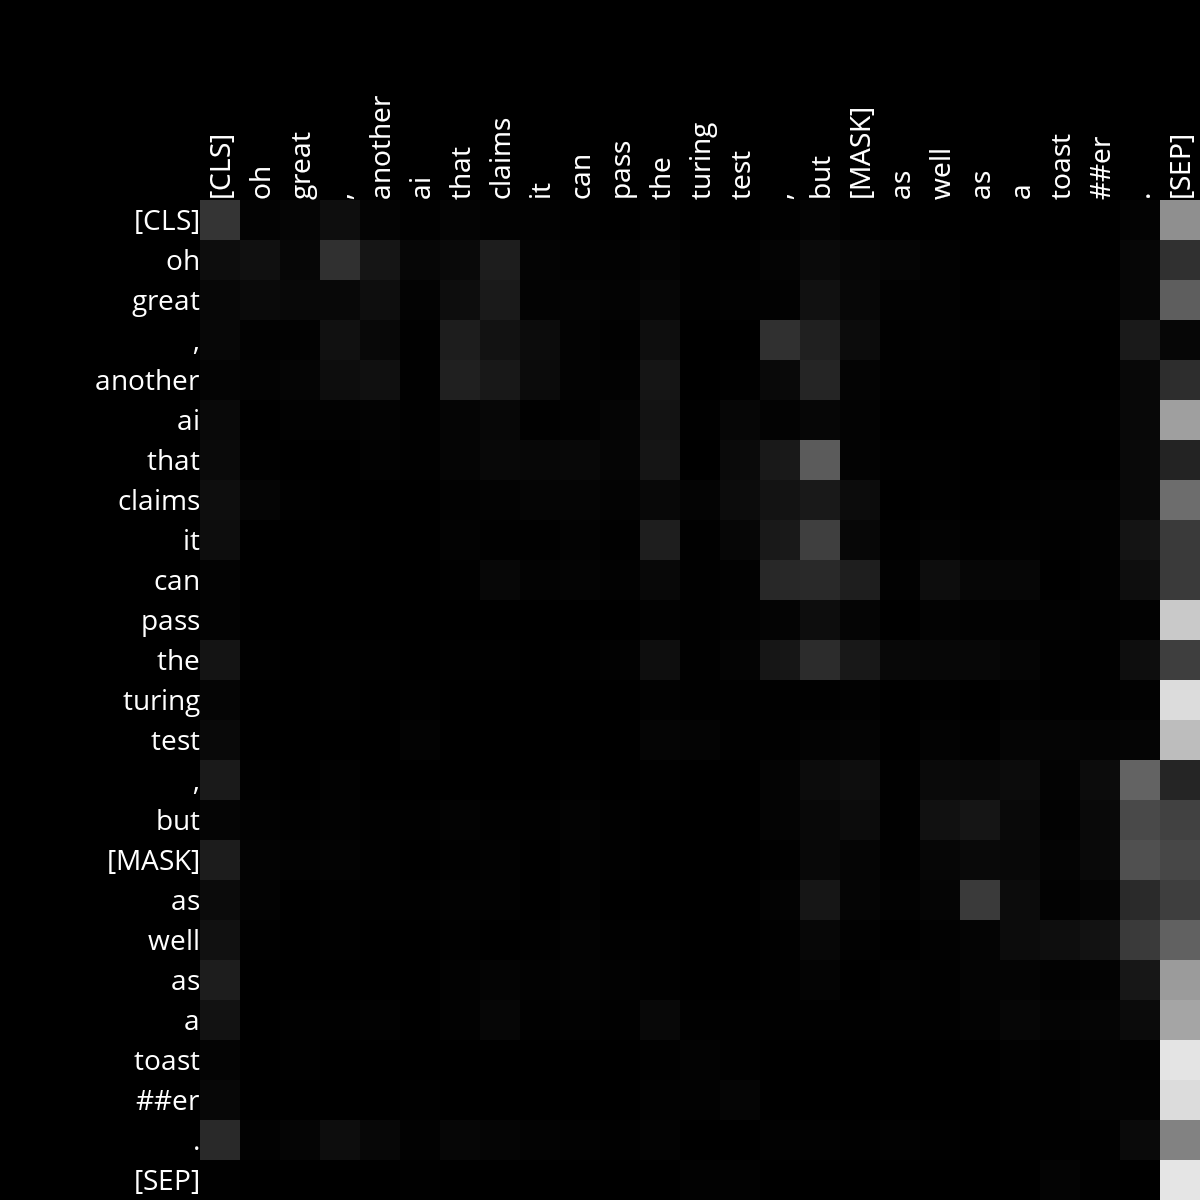 [CLS] oh great , another ai that claims it can pass the turing test , but [MASK] as well as a toast ##er . [SEP]
[CLS]
oh
great
,
another
ai
that
claims
it
can
pass
the
turing
test
,
but
[MASK]
as
well
as
a
toast
##er
.
[SEP]